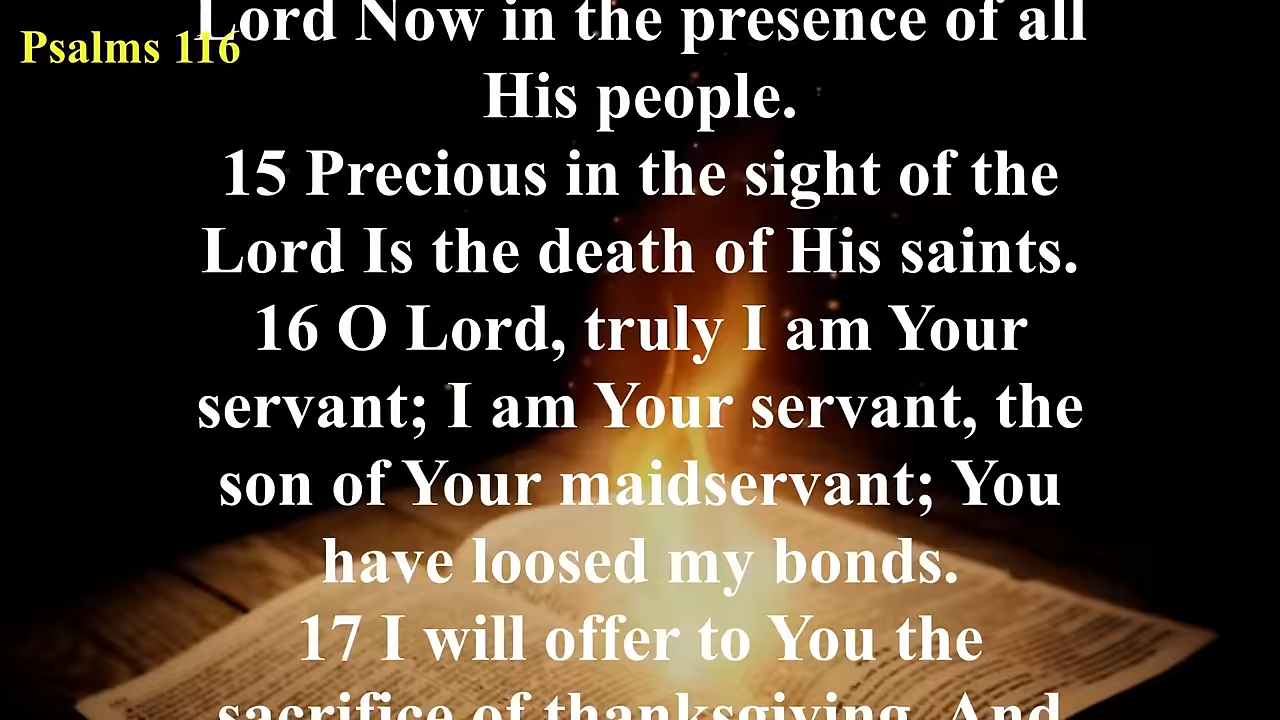 Psalms 116
Lord Now in the presence of all
His people.
15 Precious in the sight of the
Lord Is the death of His saints.
16 O Lord, truly I am Your
servant; I am Your servant, the
son of Your maidservant; You
have loosed my bonds.
17 I will offer to You the
sacrifice of thanksgiving, And